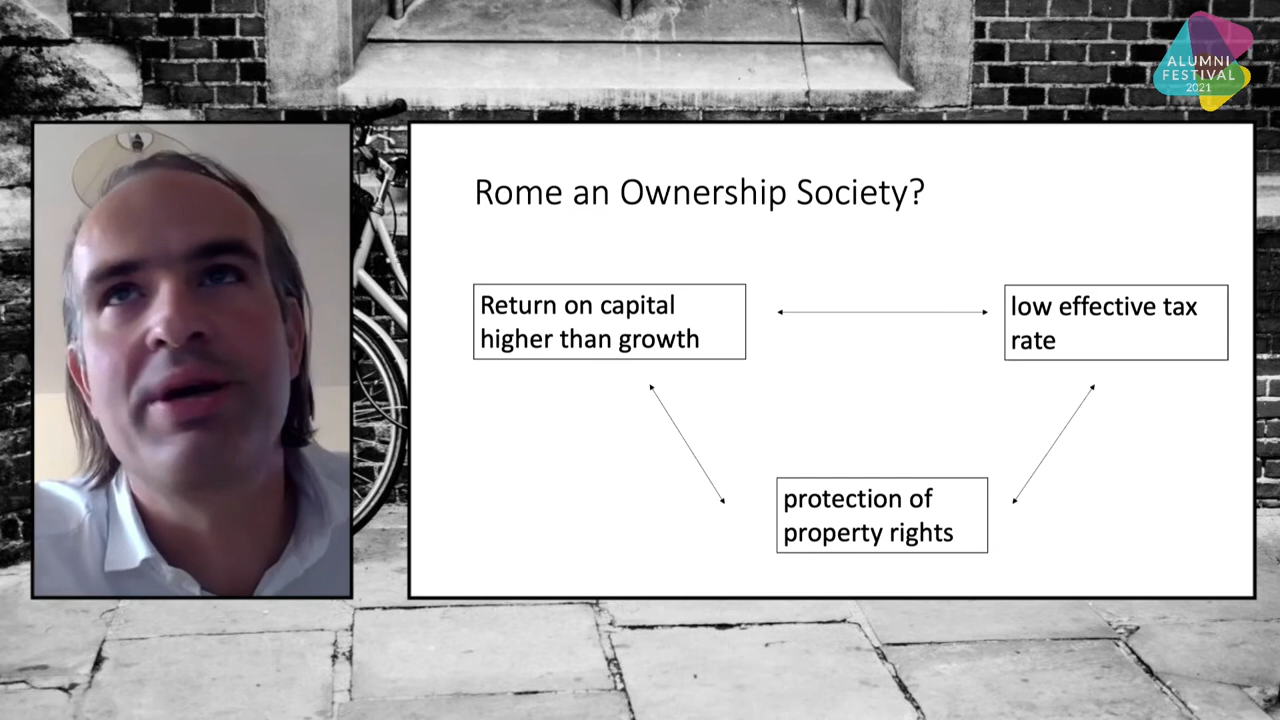 ALUMNI
FESTIVAL
2021
Rome an Ownership Society?
Return on capital
higher than growth
low effective tax
rate
protection of
property rights